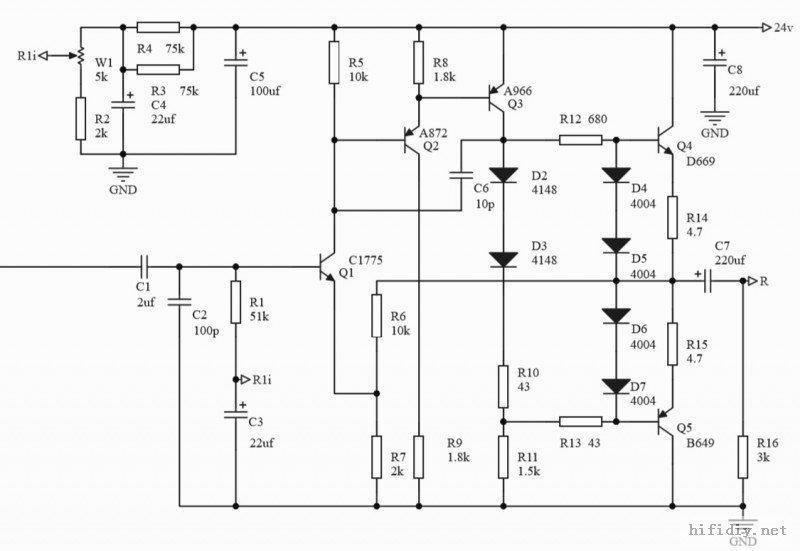 24v
R1i
W1
5k
R4 75k
R3 75k
C4
22uf
R2
2k
GND
C5
100uf
R5
10k
R8
1.8k
A966
Q3
C8
220uf
GND
A872
Q2
R12 680
Q4
D669
C6
10p
D2
4148
D4
4004
R14
4.7
D3
4148
D5
4004
C7
220uf
R
C1
2uf
C2
100p
R1
51k
C1775
Q1
R6
10k
D6
4004
R15
4.7
R1i
R10
43
D7
4004
C3
22uf
R7
2k
R9
1.8k
R11
1.5k
R13 43
Q5
B649
R16
3k
GND
hifidiy.net